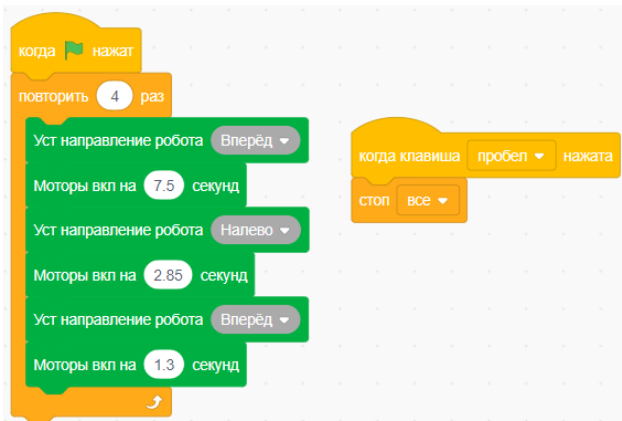 когда нажат
повторить 4 раз
Уст направление робота Вперёд
Моторы вкл на 7.5 секунд
Уст направление робота Налево
Моторы вкл на 2.85 секунд
Уст направление робота Вперёд
Моторы вкл на 1.3 секунд
когда клавиша пробел нажата
стоп все